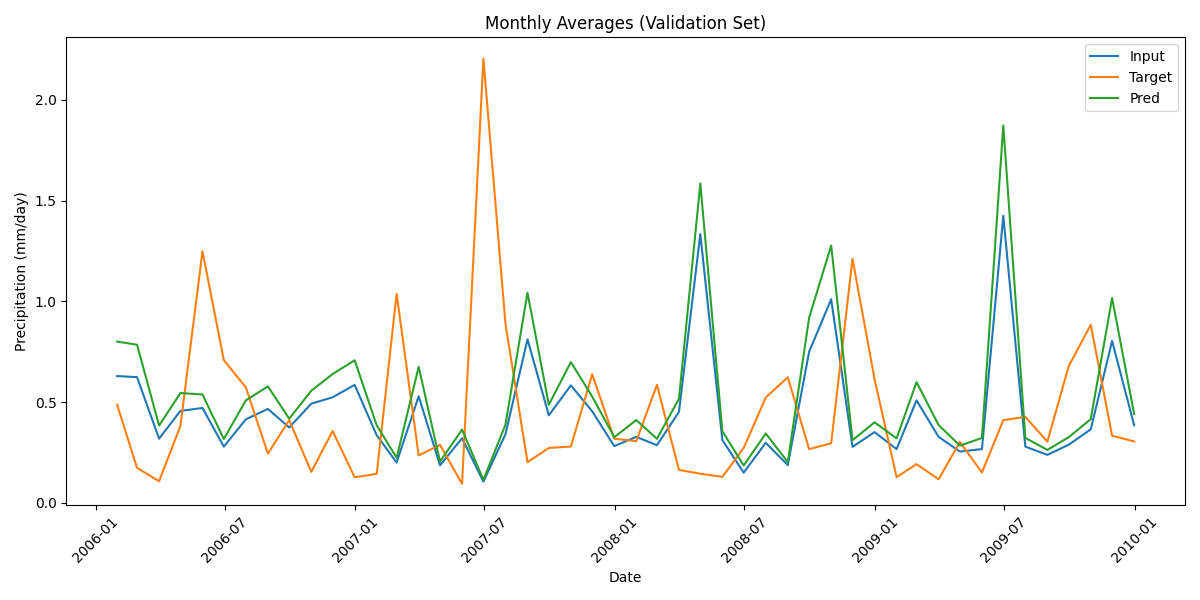 Monthly Averages (Validation Set)
Input
Target
Pred
Precipitation (mm/day)
2.0
1.5
1.0
0.5
0.0
2006-01
2006-07
2007-01
2007-07
2008-01
2008-07
2009-01
2009-07
2010-01
Date